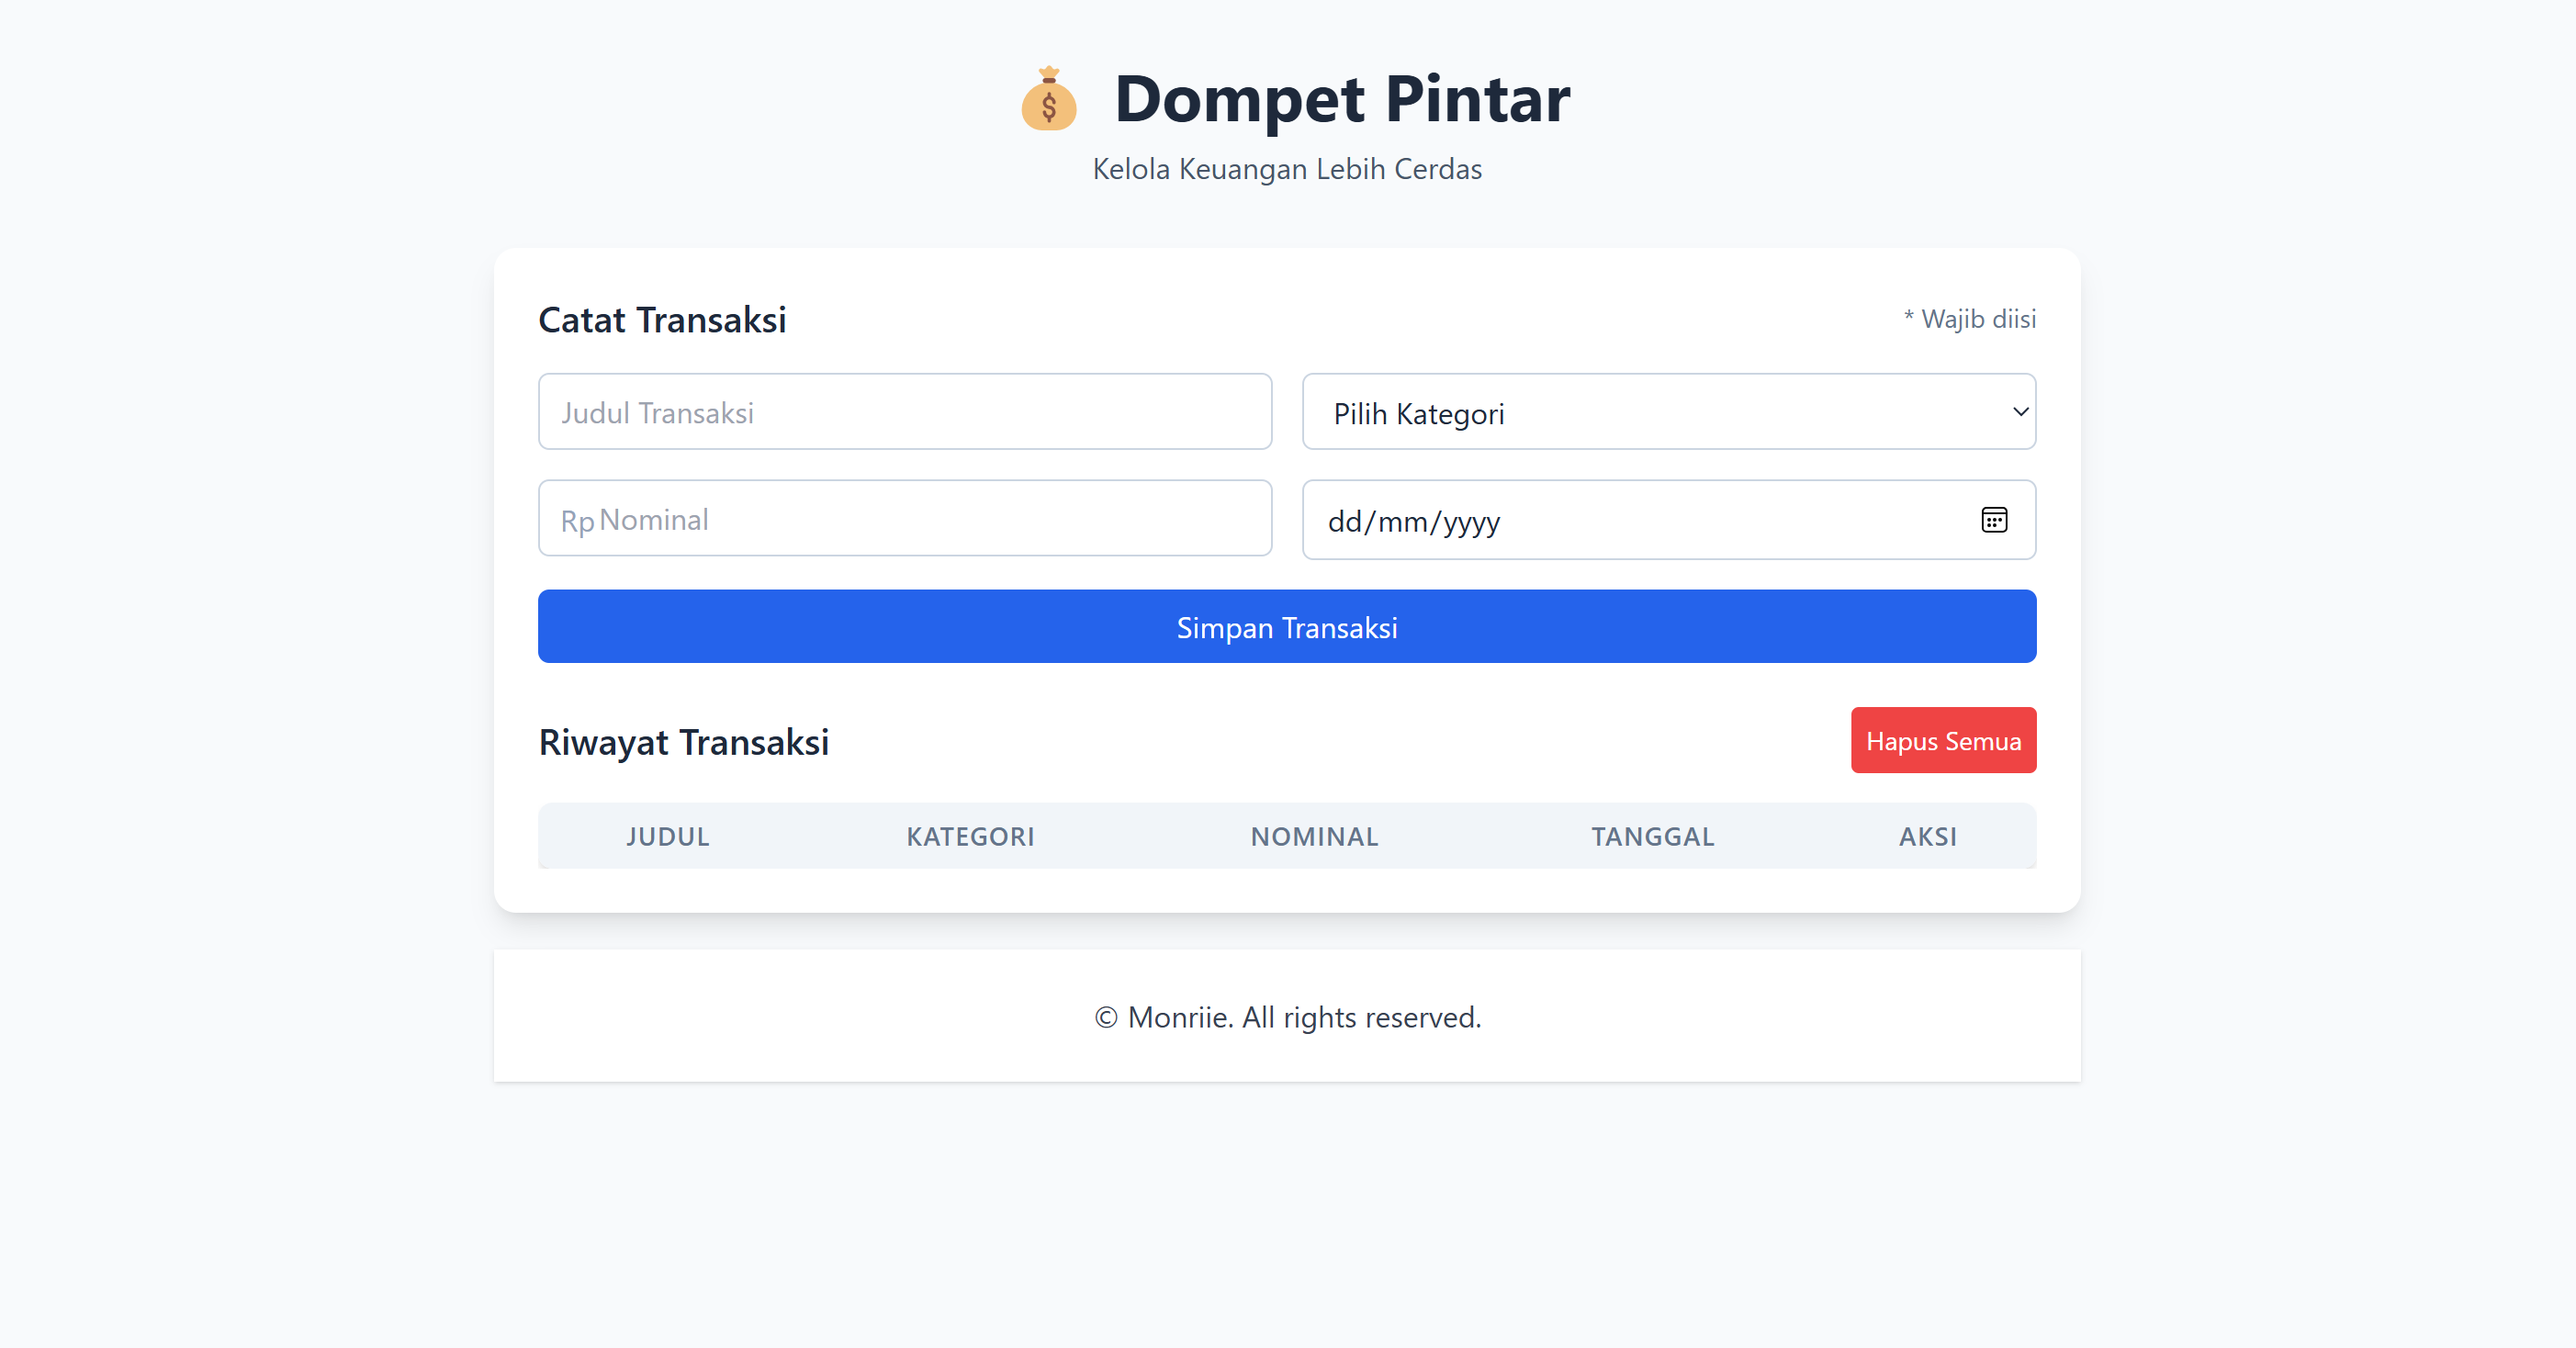 Dompet Pintar
Kelola Keuangan Lebih Cerdas
Catat Transaksi
* Wajib diisi
Judul Transaksi
Pilih Kategori
Rp Nominal
dd/mm/yyyy
Simpan Transaksi
Riwayat Transaksi
Hapus Semua
JUDUL KATEGORI NOMINAL TANGGAL AKSI
© Monriie. All rights reserved.